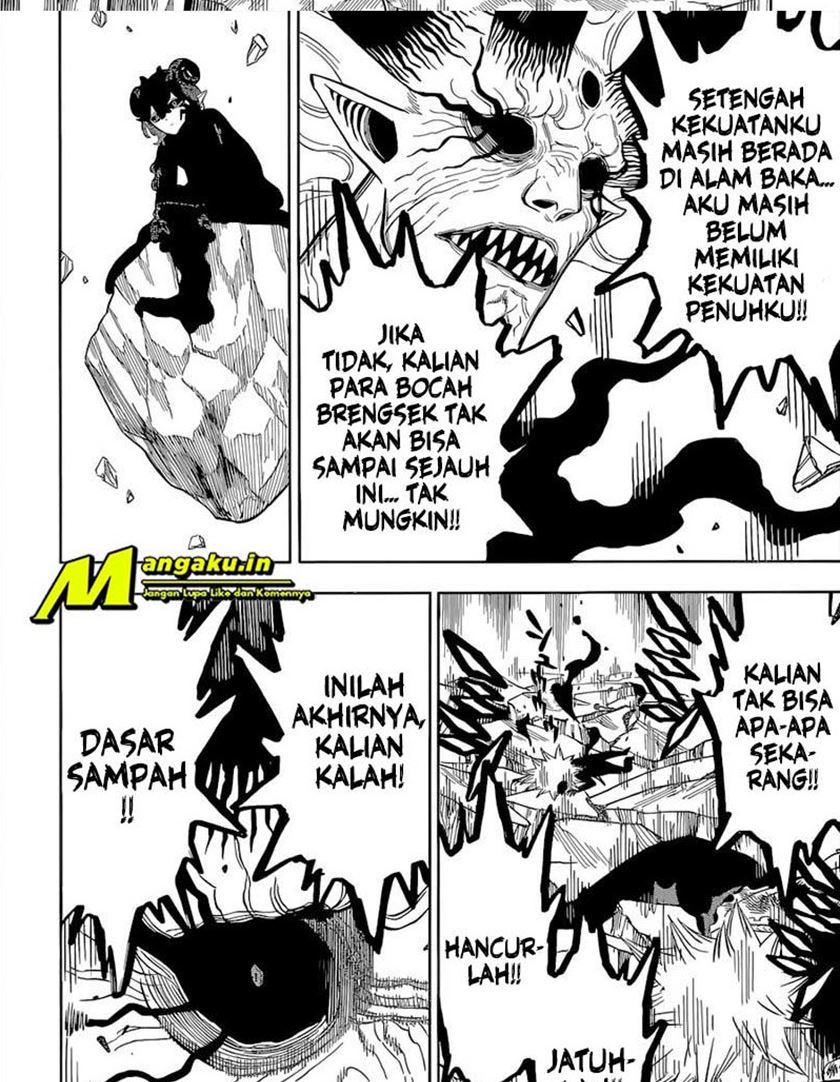 SETENGAH
KEKUATANKU
MASIH BERADA
DI ALAM BAKA...
AKU MASIH
BELUM
MEMILIKI
KEKUATAN
PENUHKU!!
JIKA
TIDAK, KALIAN
PARA BOCAH
BRENGSEK TAK
AKAN BISA
SAMPAI SEJAUH
INI... TAK
MUNGKIN!!
Mangaku.in
Jangan Lupa Like dan Komennya
KALIAN
TAK BISA
APA-APA
SEKA-
RANG!!
HANCUR-
LAH!!
JATUH-
INILAH
AKHIRNYA,
KALIAN
KALAH!
DASAR
SAMPAH
!!